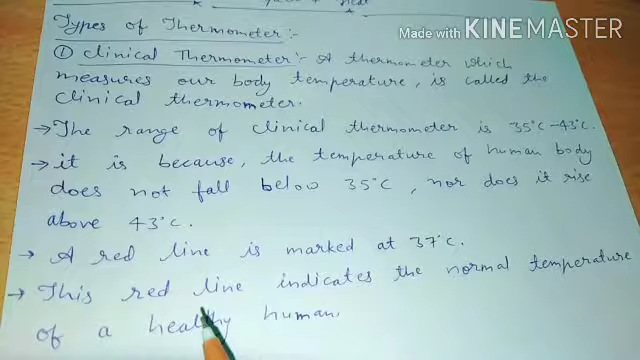 Made with KINEMASTER
Types of Thermometer:-
① Clinical Thermometer:- A thermometer which
measures our body temperature, is called the
clinical thermometer.
→ The range of clinical thermometer is 35°C-43°C.
→ it is because, the temperature of human body
does not fall below 35°C, nor does it rise
above 43°C.
→ A red line is marked at 37°C.
→ This red line indicates the normal temperature
of a healthy human.